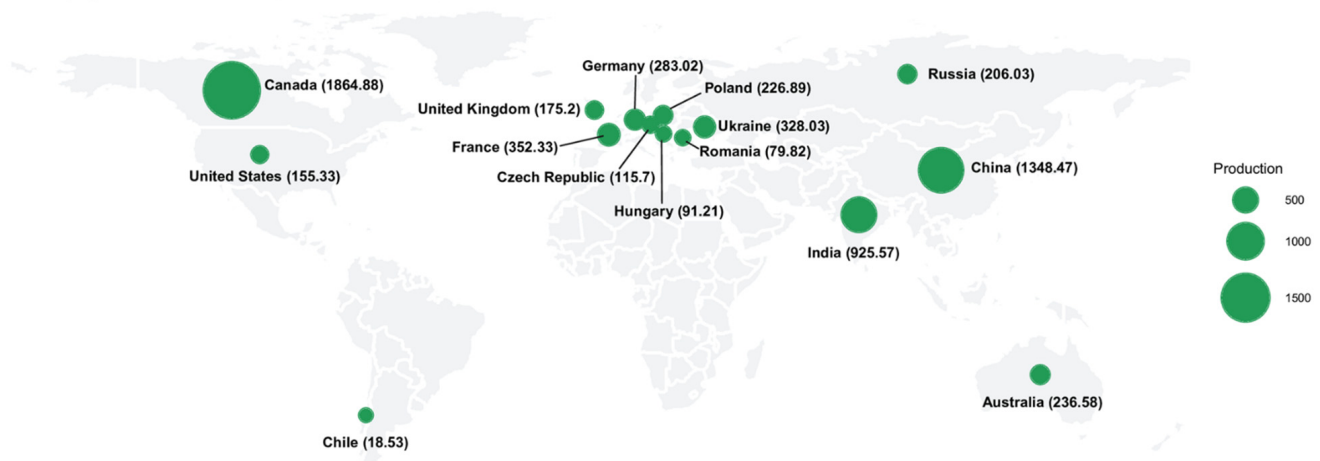 Germany (283.02)
Russia (206.03)
Canada (1864.88)
Poland (226.89)
United Kingdom (175.2)
Ukraine (328.03)
France (352.33)
Romania (79.82)
United States (155.33)
Czech Republic (115.7)
China (1348.47)
Hungary (91.21)
India (925.57)
Australia (236.58)
Chile (18.53)
Production
500
1000
1500